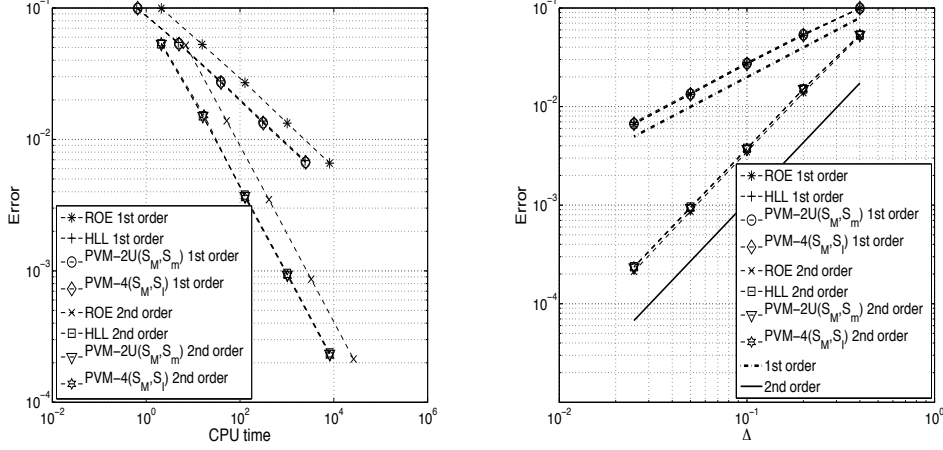 10^-1
10^-2
10^-3
10^-4
Error
10^-2
10^0
10^2
10^4
10^6
CPU time
ROE 1st order
HLL 1st order
PVM−2U(S_M,S_m) 1st order
PVM−4(S_M,S_I) 1st order
ROE 2nd order
HLL 2nd order
PVM−2U(S_M,S_m) 2nd order
PVM−4(S_M,S_I) 2nd order
10^-1
10^-2
10^-3
10^-4
Error
10^-2
10^-1
10^0
Δ
ROE 1st order
HLL 1st order
PVM−2U(S_M,S_m) 1st order
PVM−4(S_M,S_I) 1st order
ROE 2nd order
HLL 2nd order
PVM−2U(S_M,S_m) 2nd order
PVM−4(S_M,S_I) 2nd order
1st order
2nd order